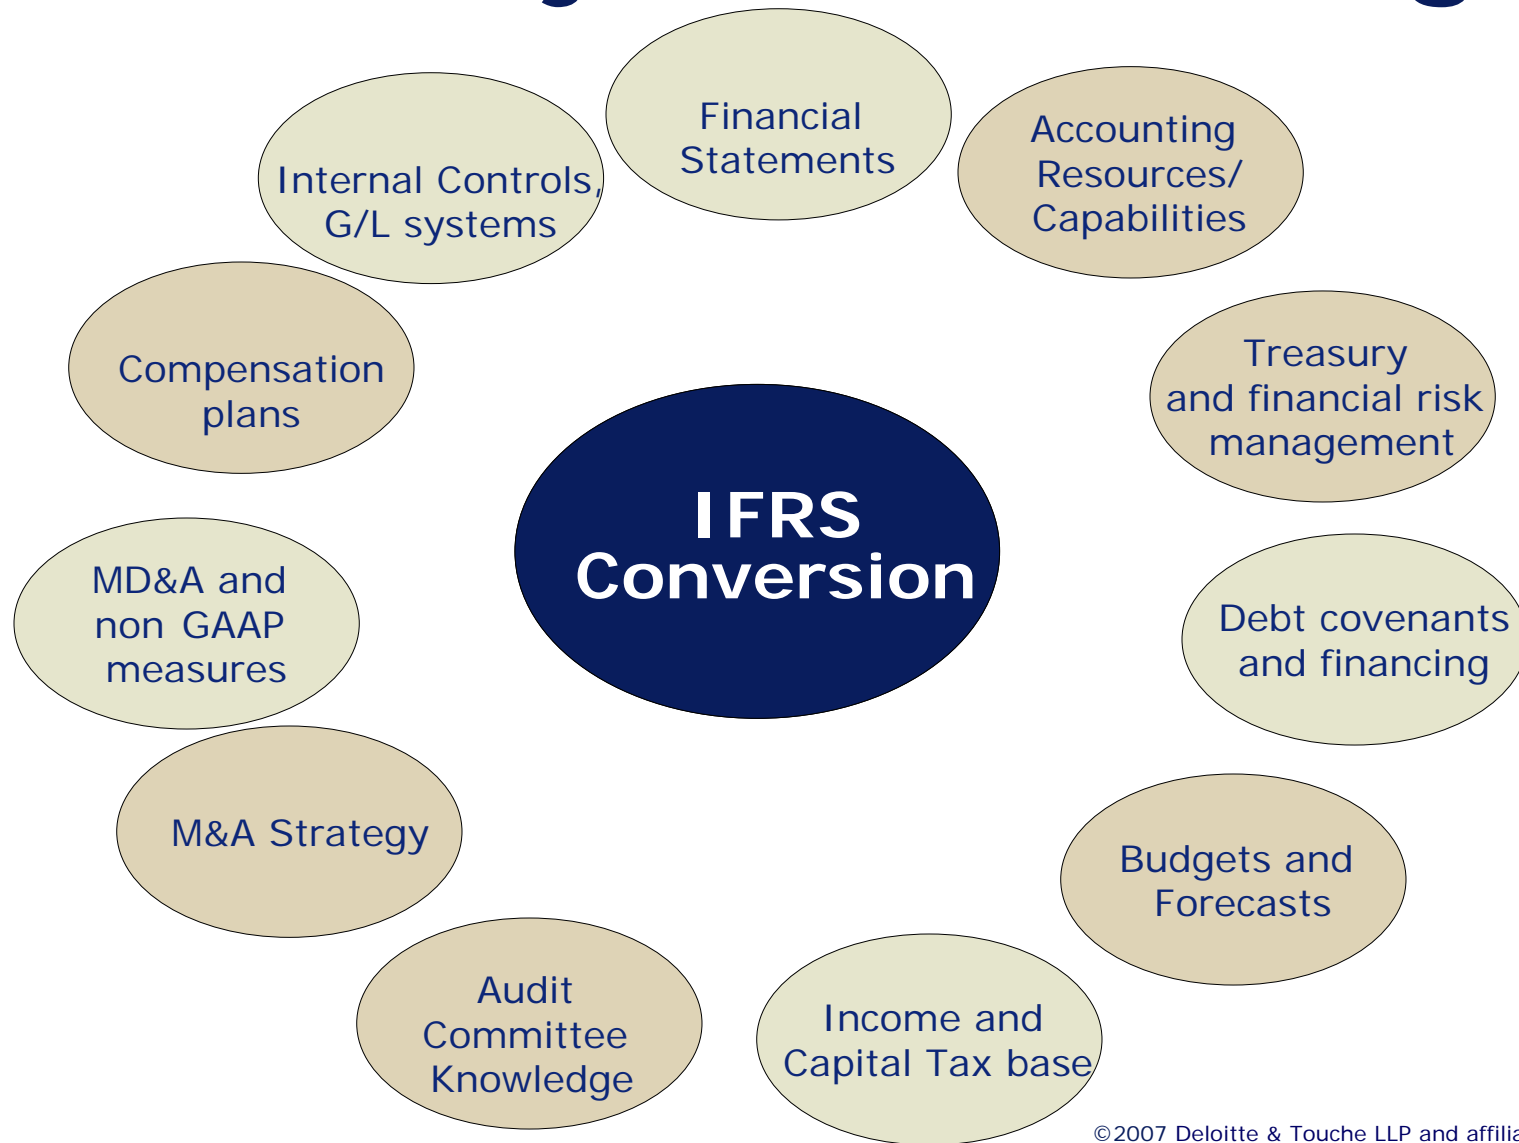 Financial
Statements
Accounting
Resources/
Capabilities
Internal Controls,
G/L systems
Treasury
and financial risk
management
Compensation
plans
IFRS
Conversion
MD&A and
non GAAP
measures
Debt covenants
and financing
M&A Strategy
Budgets and
Forecasts
Audit
Committee
Knowledge
Income and
Capital Tax base
©2007 Deloitte & Touche LLP and